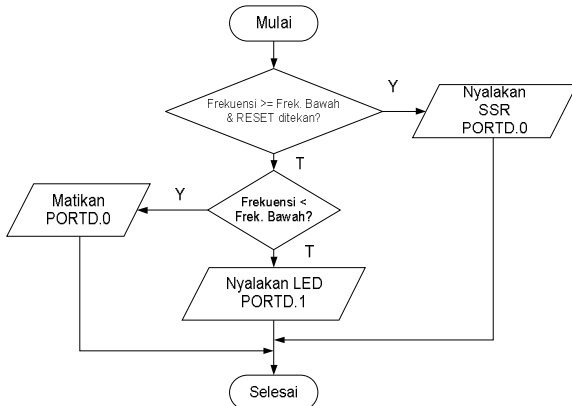 Mulai
Frekuensi >= Frek. Bawah
& RESET ditekan?
Y
Nyalakan
SSR
PORTD.0
T
Frekuensi <
Frek. Bawah?
Y
Matikan
PORTD.0
T
Nyalakan LED
PORTD.1
Selesai